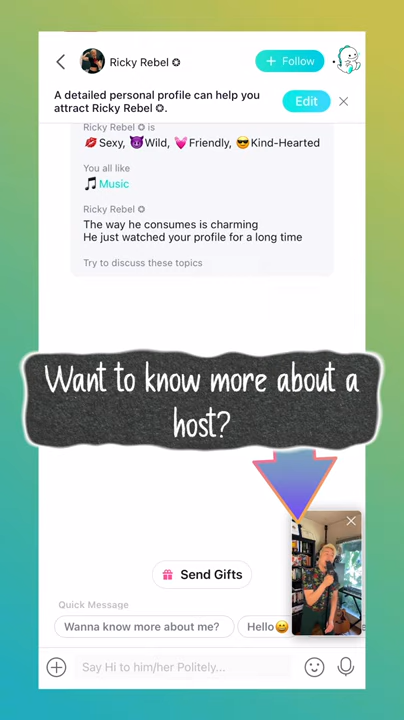 Ricky Rebel
+ Follow
A detailed personal profile can help you
attract Ricky Rebel.
Edit
Ricky Rebel is
💋Sexy, 😈Wild, 💓Friendly, 😎Kind-Hearted
You all like
🎵Music
Ricky Rebel
The way he consumes is charming
He just watched your profile for a long time
Try to discuss these topics
Want to know more about a
host?
Send Gifts
Quick Message
Wanna know more about me?
Hello😄
Say Hi to him/her Politely...